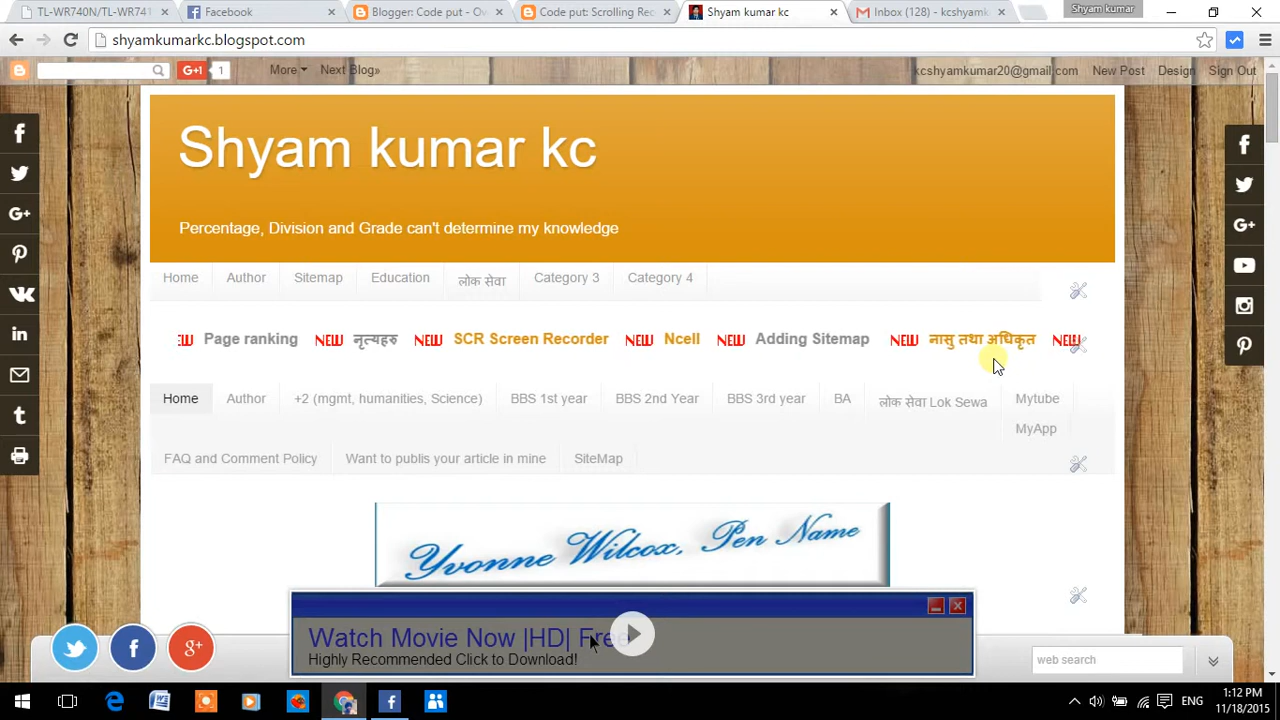 TL-WR740N/TL-WR741
Facebook
Blogger: Code put - Ov
Code put: Scrolling Rec
Shyam kumar kc
Inbox (128) - kcshyamk
Shyam kumar
shyamkumarkc.blogspot.com
G+1 1 More Next Blog» kcshyamkumar20@gmail.com New Post Design Sign Out
Shyam kumar kc
Percentage, Division and Grade can't determine my knowledge
Home Author Sitemap Education लोक सेवा Category 3 Category 4
NEW Page ranking NEW नृत्यहरु NEW SCR Screen Recorder NEW Ncell NEW Adding Sitemap NEW नासु तथा अधिकृत NEW
Home Author +2 (mgmt, humanities, Science) BBS 1st year BBS 2nd Year BBS 3rd year BA लोक सेवा Lok Sewa Mytube
MyApp
FAQ and Comment Policy Want to publis your article in mine SiteMap
Yvonne Wilcox, Pen Name
Watch Movie Now |HD| Free
Highly Recommended Click to Download!
web search
ENG
1:12 PM
11/18/2015